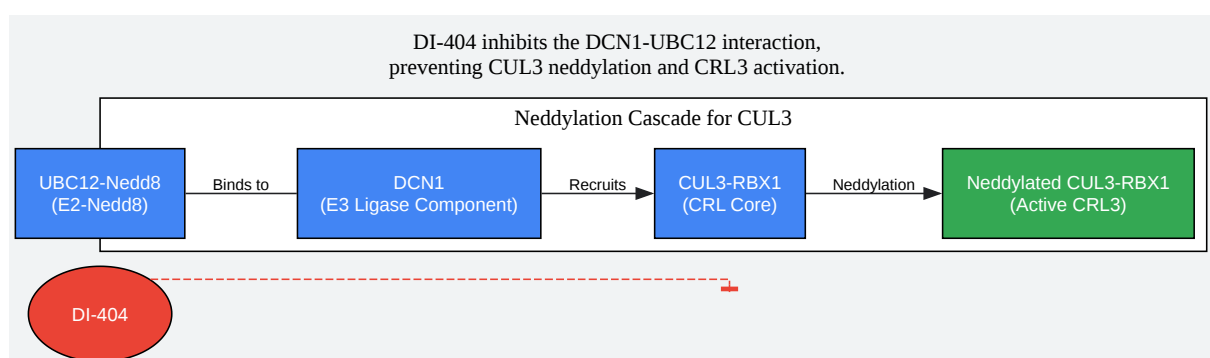 DI-404 inhibits the DCN1-UBC12 interaction,
preventing CUL3 neddylation and CRL3 activation.
Neddylation Cascade for CUL3
UBC12-Nedd8
(E2-Nedd8)
Binds to
DCN1
(E3 Ligase Component)
Recruits
CUL3-RBX1
(CRL Core)
Neddylation
Neddylated CUL3-RBX1
(Active CRL3)
DI-404